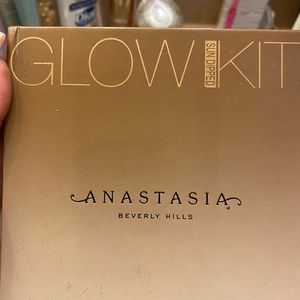 GLOW KIT
SUN DIPPED
ANASTASIA
BEVERLY HILLS